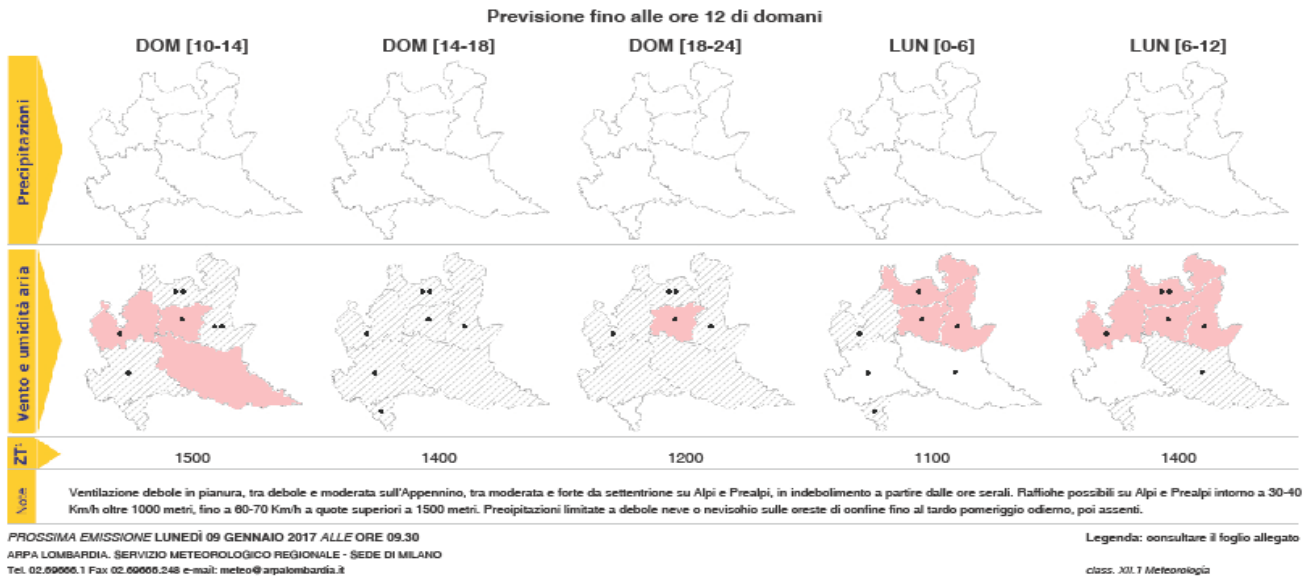 Previsione fino alle ore 12 di domani
DOM [10-14] DOM [14-18] DOM [18-24] LUN [0-6] LUN [6-12]
Precipitazioni
Vento e umidità aria
ZT: 1500 1400 1200 1100 1400
Note
Ventilazione debole in pianura, tra debole e moderata sull'Appennino, tra moderata e forte da settentrione su Alpi e Prealpi, in indebolimento a partire dalle ore serali. Raffiche possibili su Alpi e Prealpi intorno a 30-40
Km/h oltre 1000 metri, fino a 60-70 Km/h a quote superiori a 1500 metri. Precipitazioni limitate a debole neve o nevischio sulle creste di confine fino al tardo pomeriggio odierno, poi assenti.
PROSSIMA EMISSIONE LUNEDÌ 09 GENNAIO 2017 ALLE ORE 09.30 Legenda: consultare il foglio allegato
ARPA LOMBARDIA. SERVIZIO METEOROLOGICO REGIONALE - SEDE DI MILANO
Tel. 02.69666.1 Fax 02.69666.248 e-mail: meteo@arpalombardia.it class. XII.1 Meteorologia